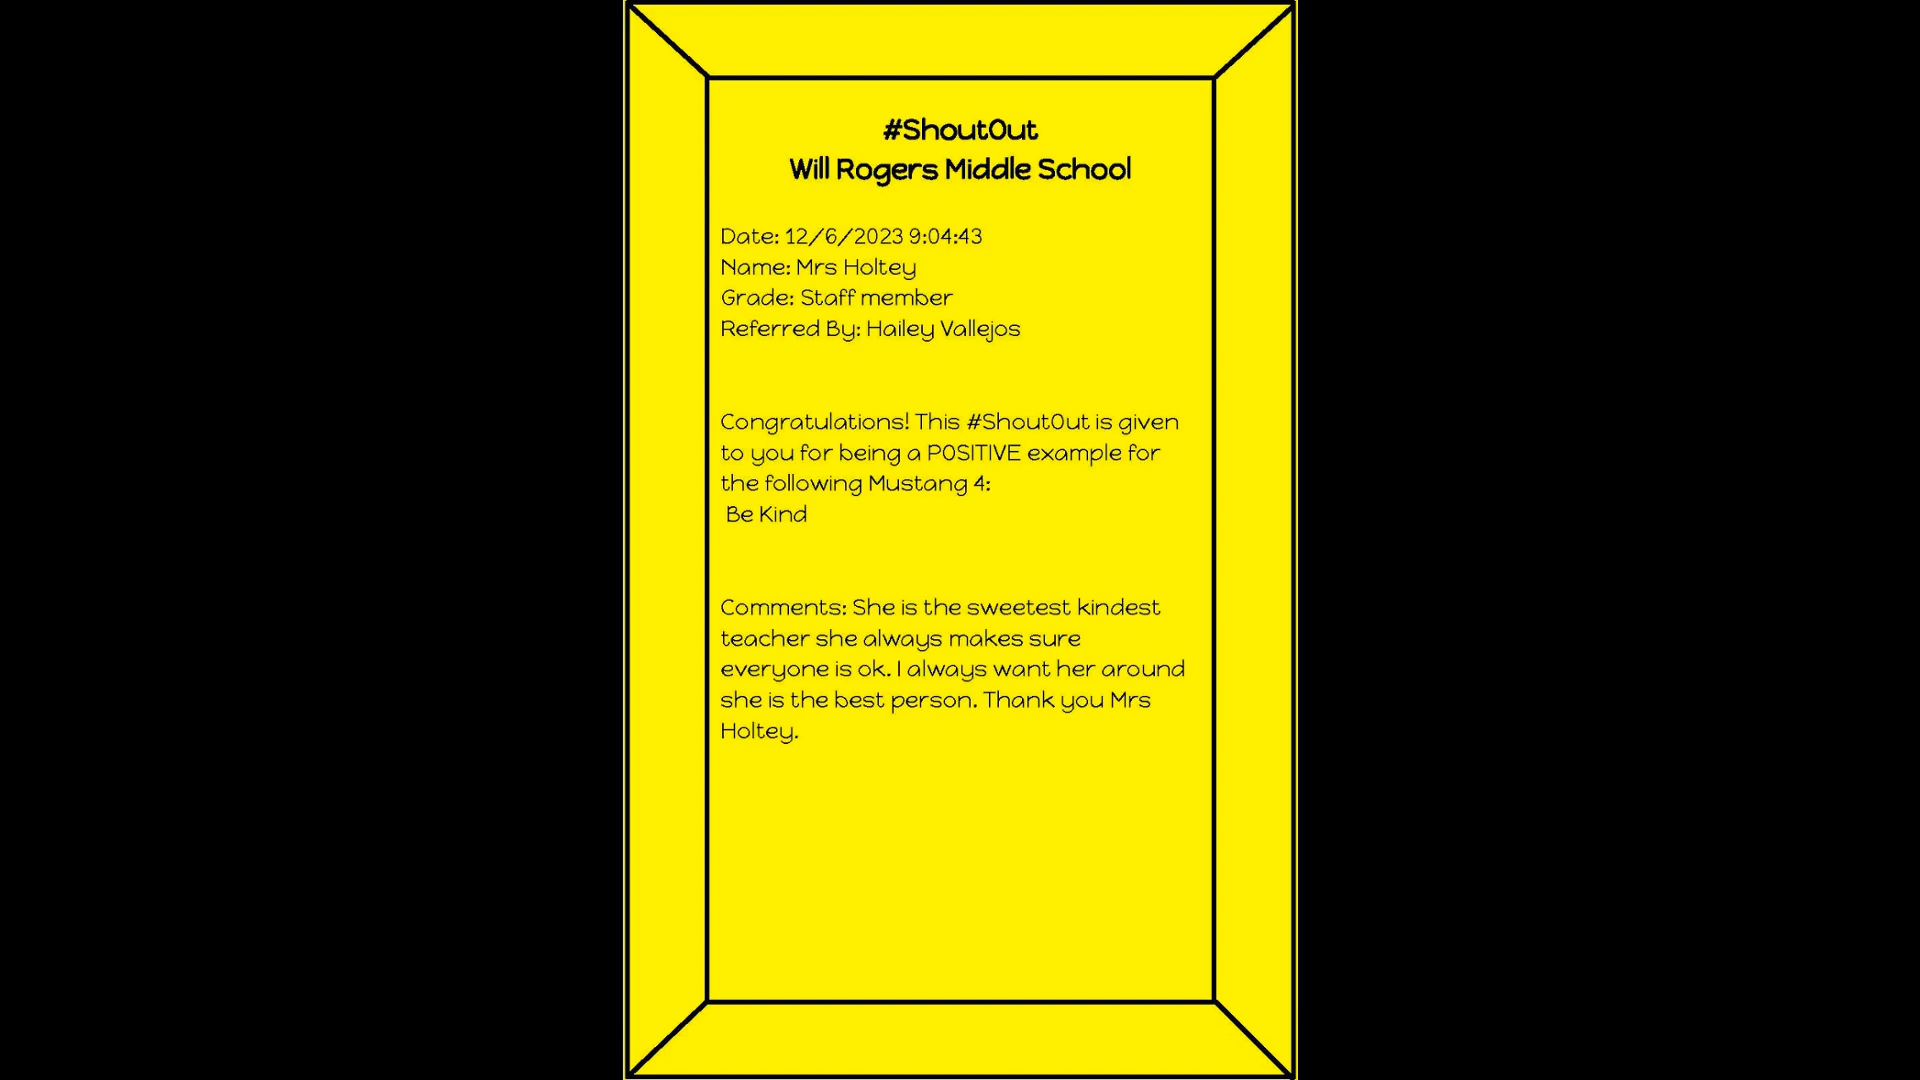 #ShoutOut
Will Rogers Middle School
Date: 12/6/2023 9:04:43
Name: Mrs Holtey
Grade: Staff member
Referred By: Hailey Vallejos
Congratulations! This #ShoutOut is given
to you for being a POSITIVE example for
the following Mustang 4:
Be Kind
Comments: She is the sweetest kindest
teacher she always makes sure
everyone is ok. I always want her around
she is the best person. Thank you Mrs
Holtey.